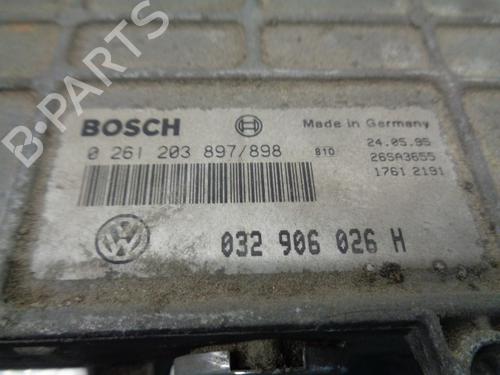 B-PARTS
BOSCH
Made in Germany
0 261 203 897/898 810
24.05.95
26SA3655
1761 2191
032 906 026 H